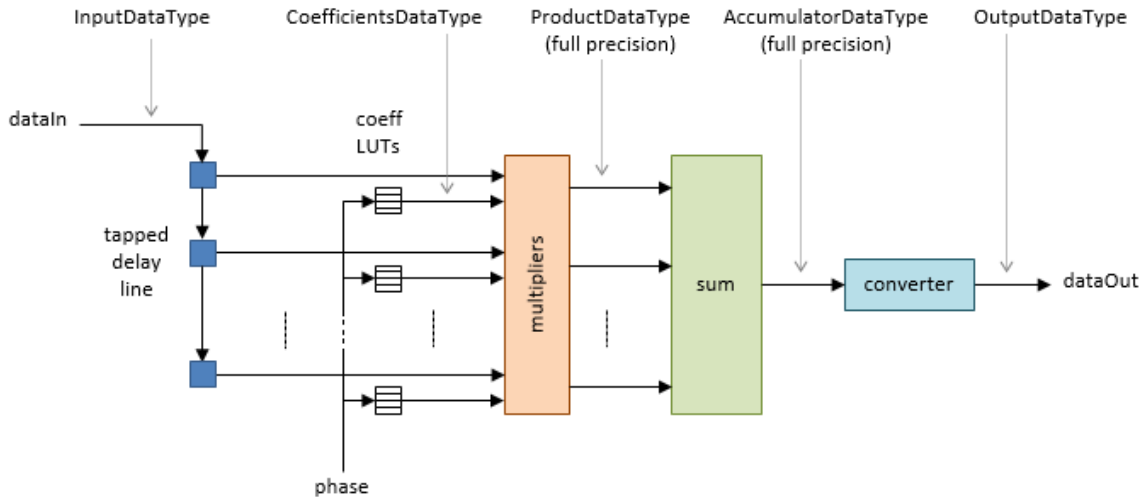 InputDataType
CoefficientsDataType
ProductDataType
(full precision)
AccumulatorDataType
(full precision)
OutputDataType
dataIn
coeff
LUTs
tapped
delay
line
multipliers
sum
converter
dataOut
phase